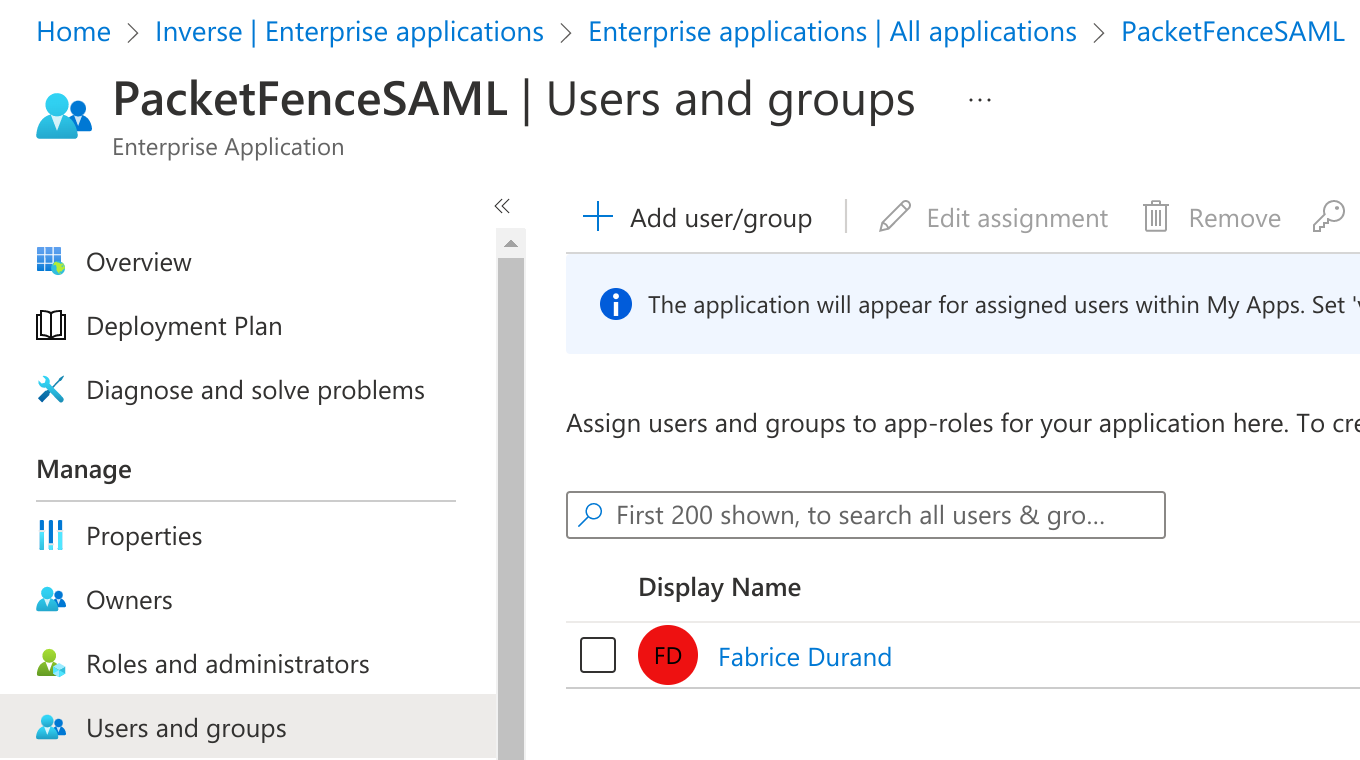 Home > Inverse | Enterprise applications > Enterprise applications | All applications > PacketFenceSAML
PacketFenceSAML | Users and groups ...
Enterprise Application
«
Overview
Deployment Plan
Diagnose and solve problems
Manage
Properties
Owners
Roles and administrators
Users and groups
Add user/group | Edit assignment Remove
The application will appear for assigned users within My Apps. Set '
Assign users and groups to app-roles for your application here. To cre
First 200 shown, to search all users & gro...
Display Name
FD Fabrice Durand